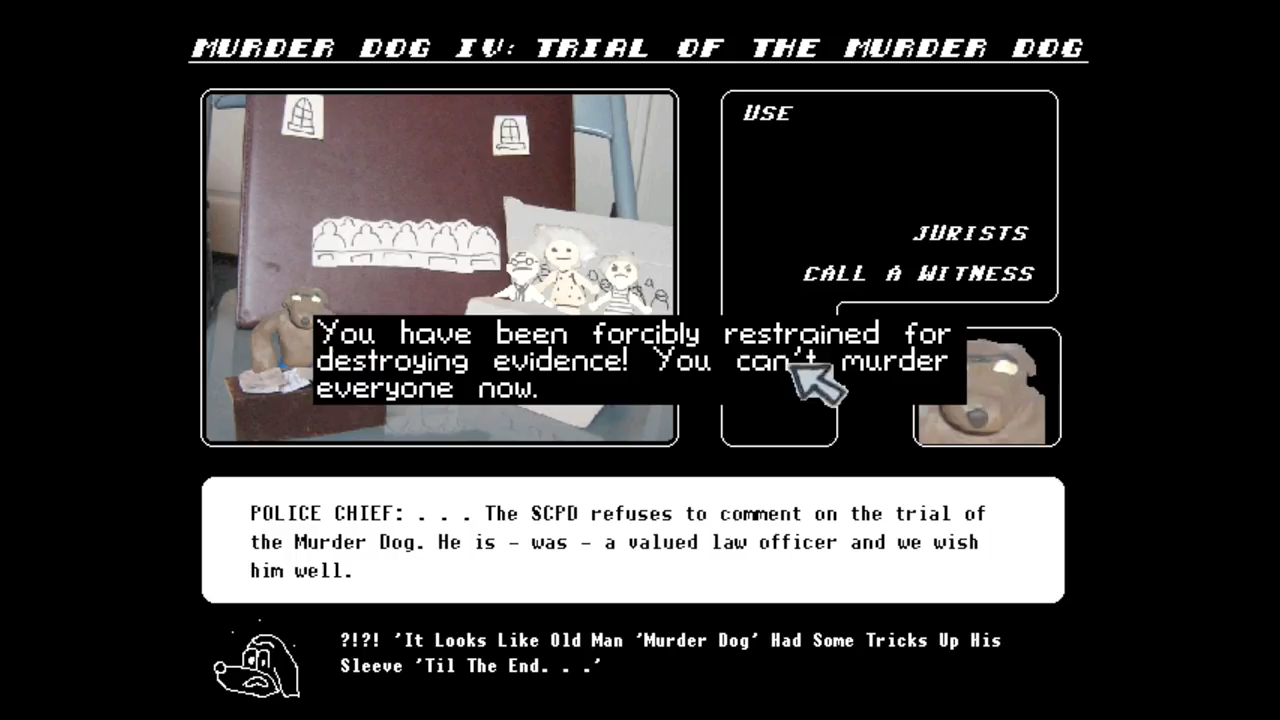 MURDER DOG IV: TRIAL OF THE MURDER DOG
USE
JURISTS
CALL A WITNESS
You have been forcibly restrained for
destroying evidence! You can't murder
everyone now.
POLICE CHIEF: . . . The SCPD refuses to comment on the trial of
the Murder Dog. He is - was - a valued law officer and we wish
him well.
?!?! 'It Looks Like Old Man 'Murder Dog' Had Some Tricks Up His
Sleeve 'Til The End. . .'